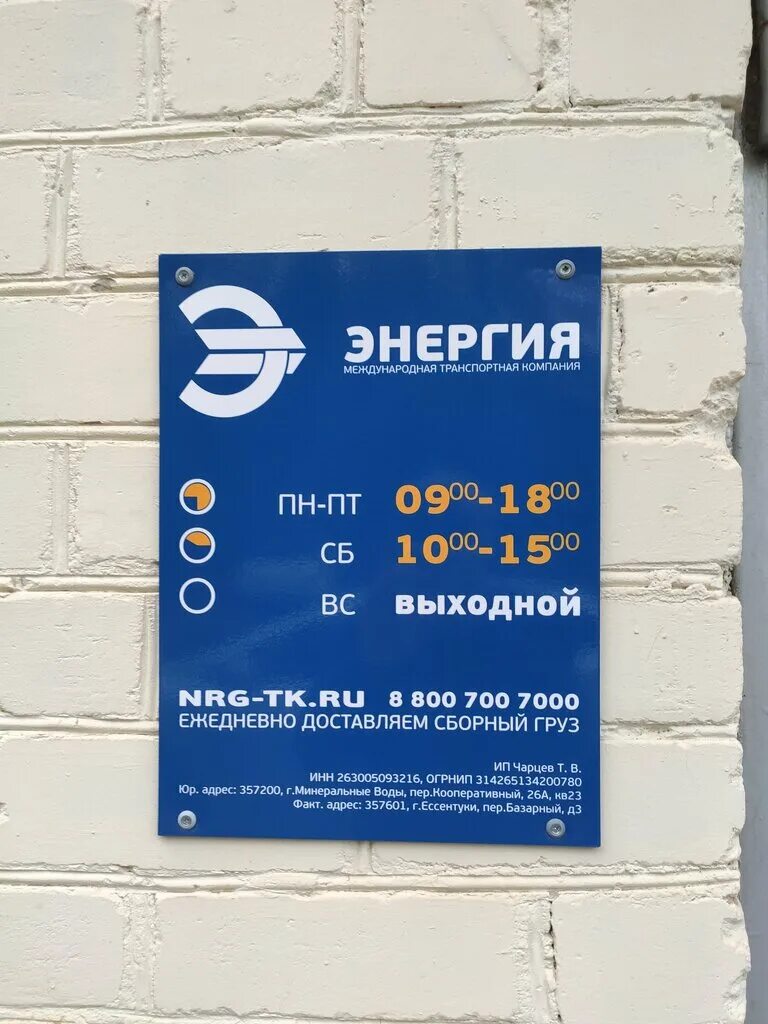 ЭНЕРГИЯ
МЕЖДУНАРОДНАЯ ТРАНСПОРТНАЯ КОМПАНИЯ
ПН-ПТ 09⁰⁰-18⁰⁰
СБ 10⁰⁰-15⁰⁰
ВС ВЫХОДНОЙ
NRG-TK.RU 8 800 700 7000
ЕЖЕДНЕВНО ДОСТАВЛЯЕМ СБОРНЫЙ ГРУЗ
ИП Чарцев Т. В.
ИНН 263005093216, ОГРНИП 314265134200780
Юр. адрес: 357200, г.Минеральные Воды, пер.Кооперативный, 26А, кв23
Факт. адрес: 357601, г.Ессентуки, пер.Базарный, д3